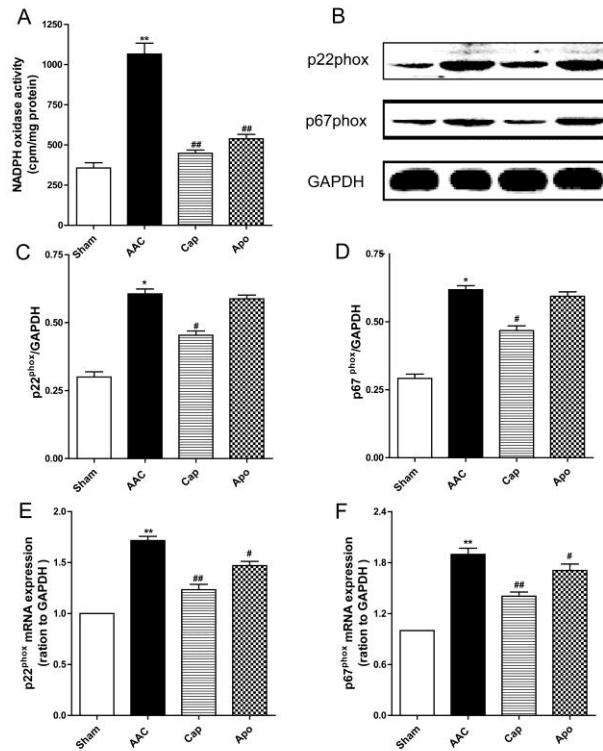 A
NADPH oxidase activity
(cpm/mg protein)
1250
1000
750
500
250
0
**
##
##
Sham
AAC
Cap
Apo
B
p22phox
p67phox
GAPDH
C
p22phox/GAPDH
0.75
0.50
0.25
0.00
*
#
Sham
AAC
Cap
Apo
D
p67 phox/GAPDH
0.75
0.50
0.25
0.00
*
#
Sham
AAC
Cap
Apo
E
p22phox mRNA expression
(ration to GAPDH )
2.0
1.5
1.0
0.5
0.0
**
##
#
Sham
AAC
Cap
Apo
F
p67phox mRNA expression
(ration to GAPDH )
2.4
1.8
1.2
0.6
0.0
**
##
#
Sham
AAC
Cap
Apo